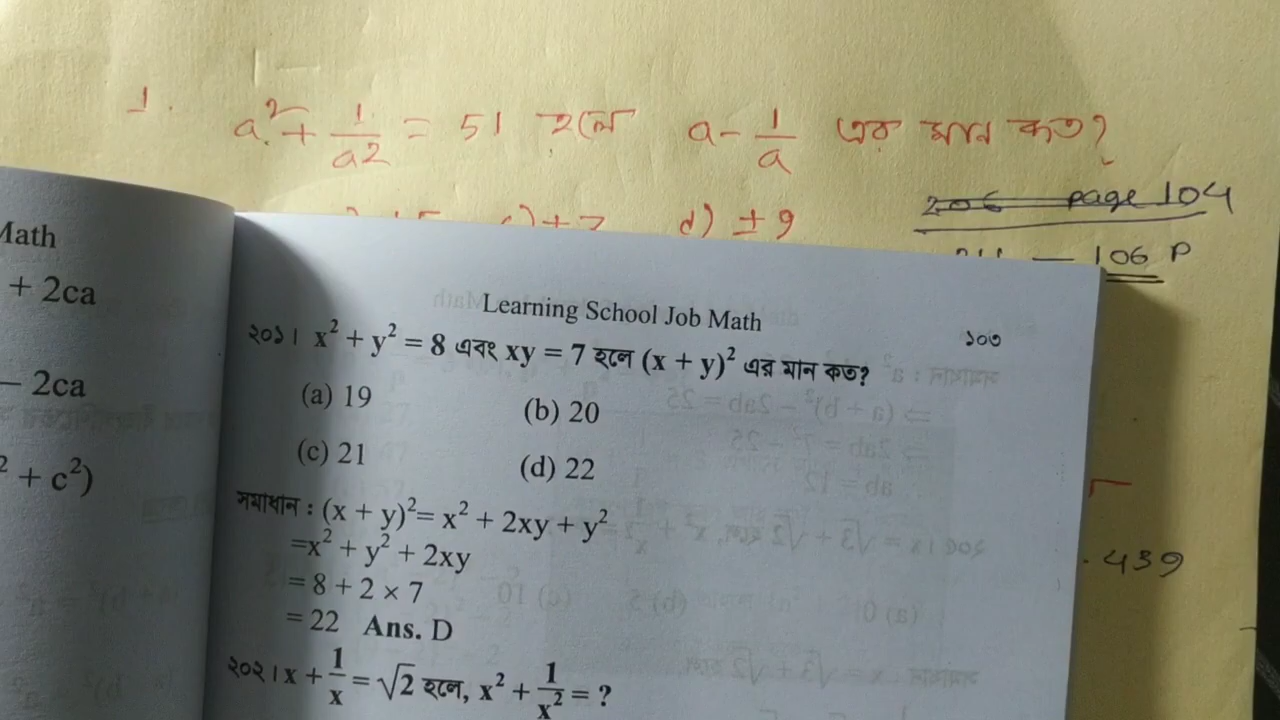 1. a² + 1/a² = 51 হলে a - 1/a এর মান কত?
d) ± 9
206 page 104
— 106 P
Math
+ 2ca
– 2ca
² + c²)
Learning School Job Math
১০৩
২০১। x² + y² = 8 এবং xy = 7 হলে (x + y)² এর মান কত?
(a) 19 (b) 20
(c) 21 (d) 22
সমাধান : (x + y)² = x² + 2xy + y²
=x² + y² + 2xy
= 8 + 2 × 7
= 22 Ans. D
২০২। x + 1/x = √2 হলে, x² + 1/x² = ?